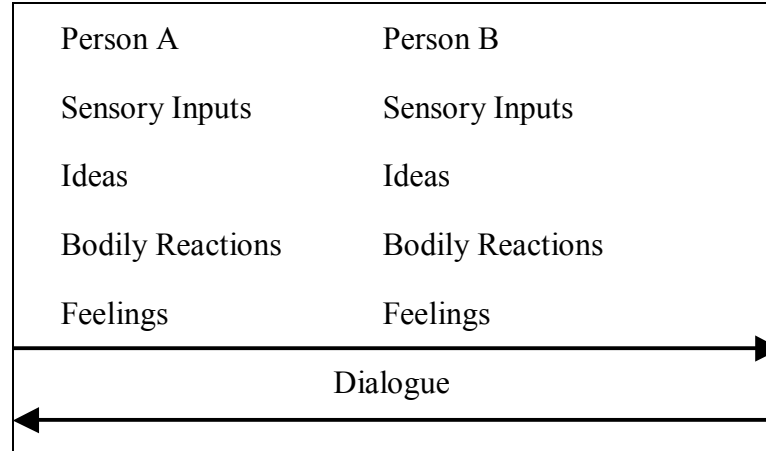 Person A Person B
Sensory Inputs Sensory Inputs
Ideas Ideas
Bodily Reactions Bodily Reactions
Feelings Feelings
Dialogue